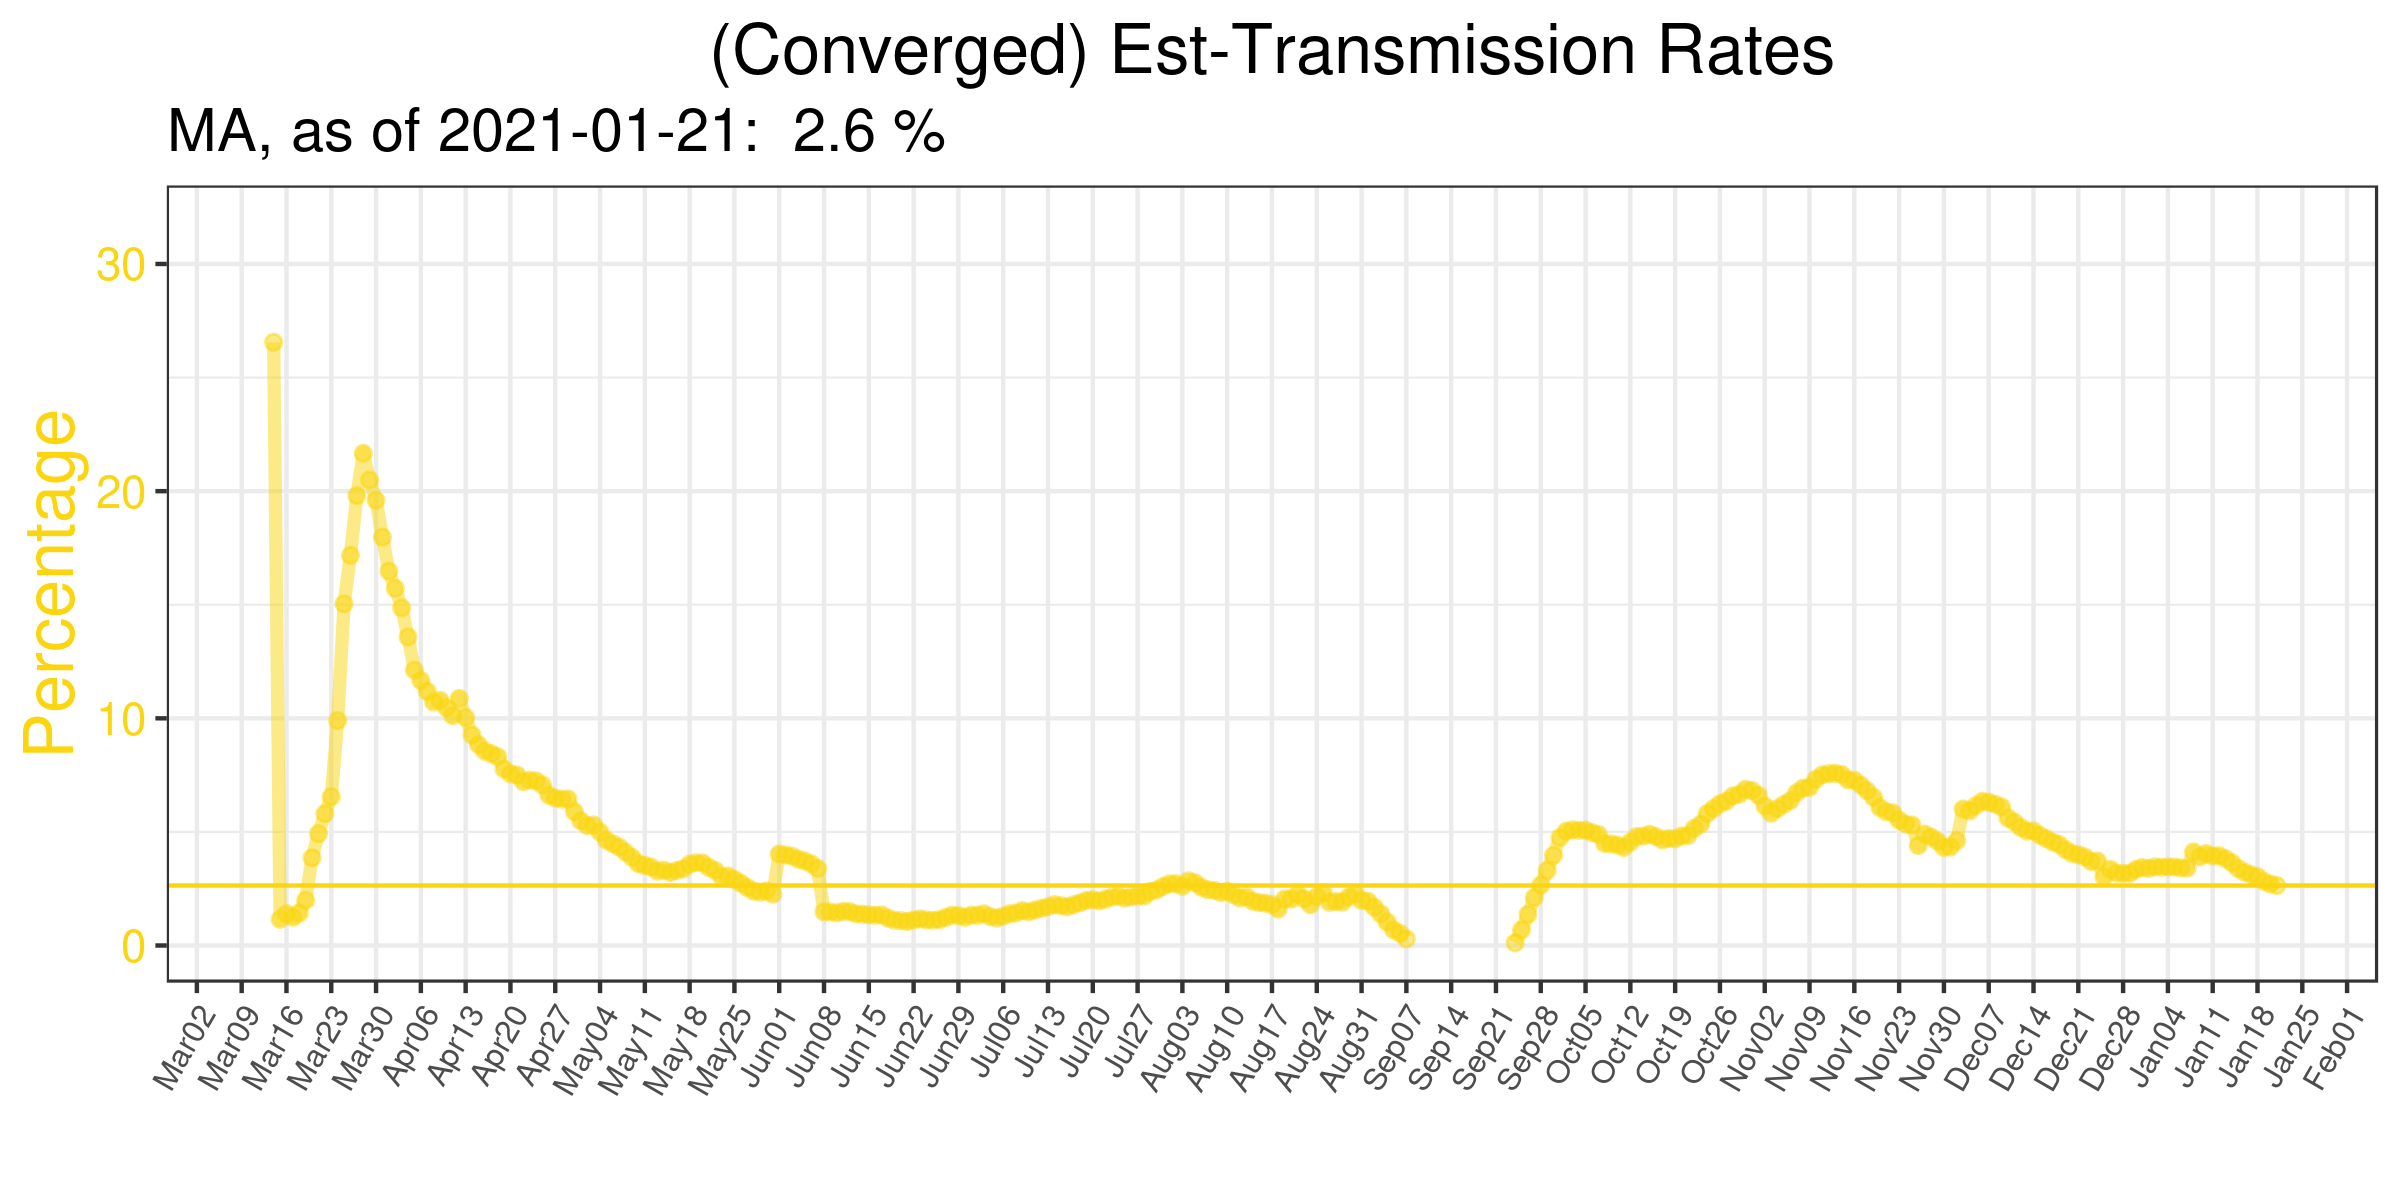 (Converged) Est-Transmission Rates
MA, as of 2021-01-21:  2.6 %
Percentage
30
20
10
0
Mar02
Mar09
Mar16
Mar23
Mar30
Apr06
Apr13
Apr20
Apr27
May04
May11
May18
May25
Jun01
Jun08
Jun15
Jun22
Jun29
Jul06
Jul13
Jul20
Jul27
Aug03
Aug10
Aug17
Aug24
Aug31
Sep07
Sep14
Sep21
Sep28
Oct05
Oct12
Oct19
Oct26
Nov02
Nov09
Nov16
Nov23
Nov30
Dec07
Dec14
Dec21
Dec28
Jan04
Jan11
Jan18
Jan25
Feb01